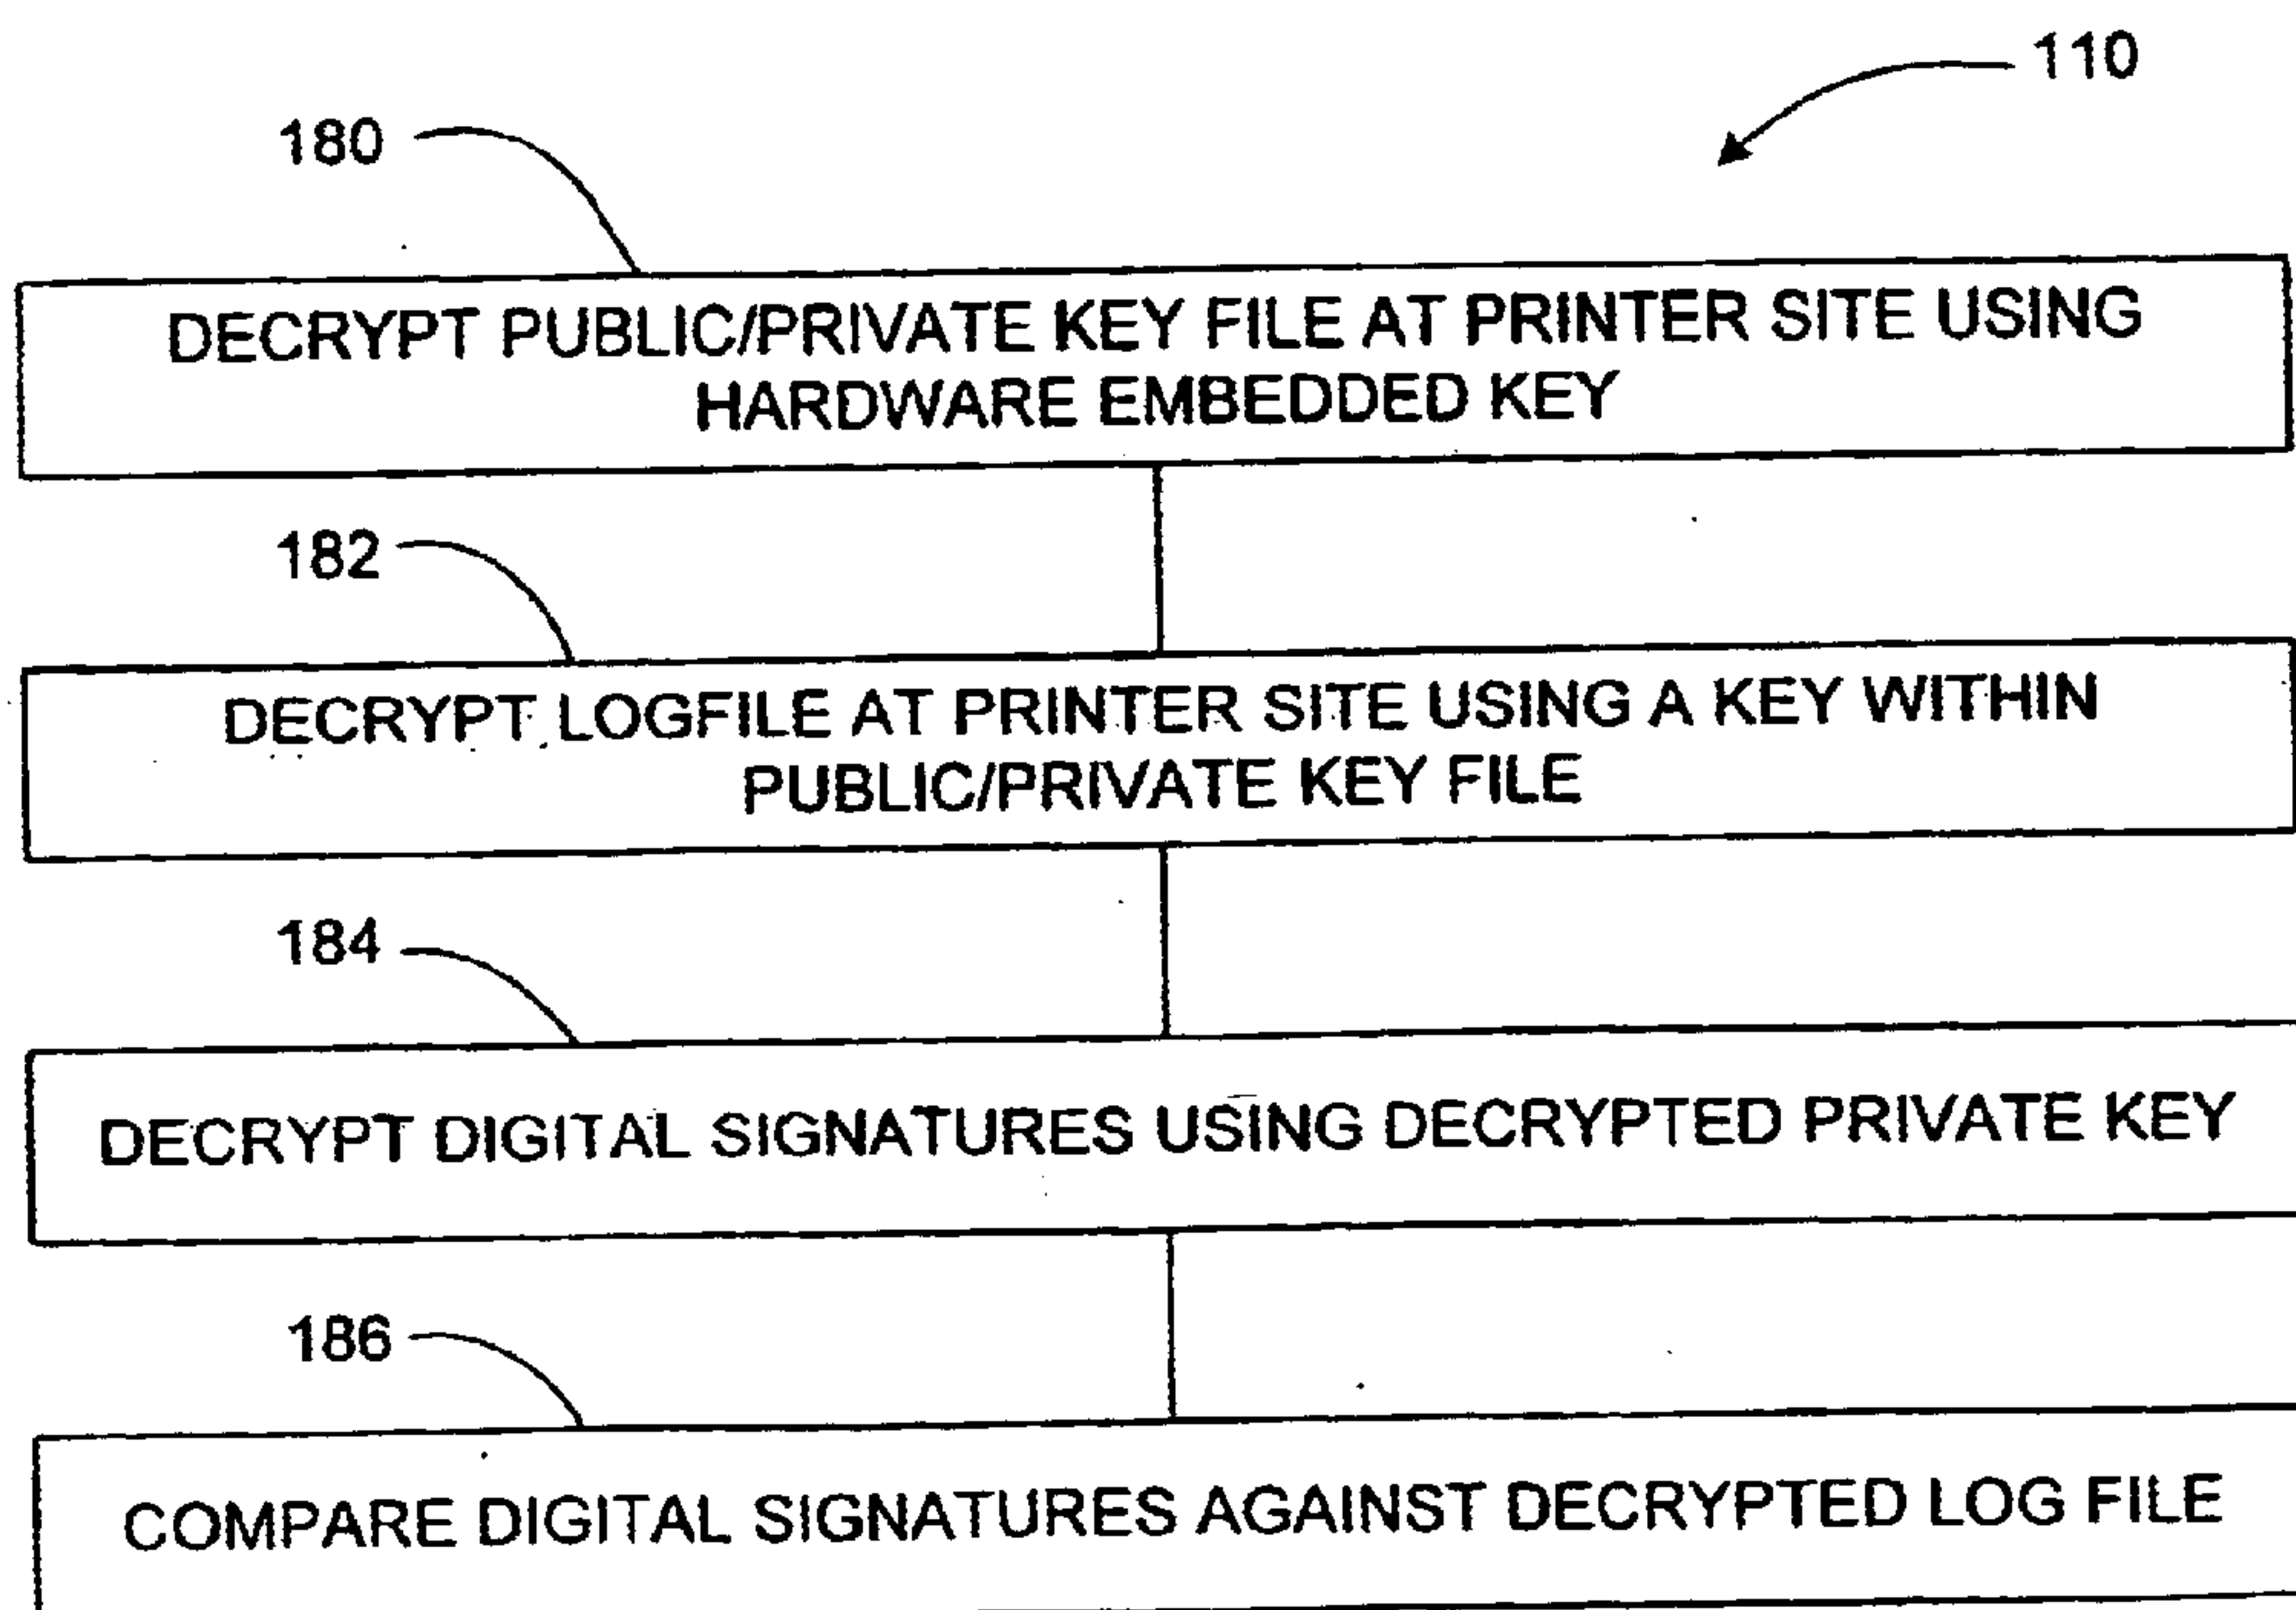 110
180
DECRYPT PUBLIC/PRIVATE KEY FILE AT PRINTER SITE USING
HARDWARE EMBEDDED KEY
182
DECRYPT LOGFILE AT PRINTER SITE USING A KEY WITHIN
PUBLIC/PRIVATE KEY FILE
184
DECRYPT DIGITAL SIGNATURES USING DECRYPTED PRIVATE KEY
186
COMPARE DIGITAL SIGNATURES AGAINST DECRYPTED LOG FILE